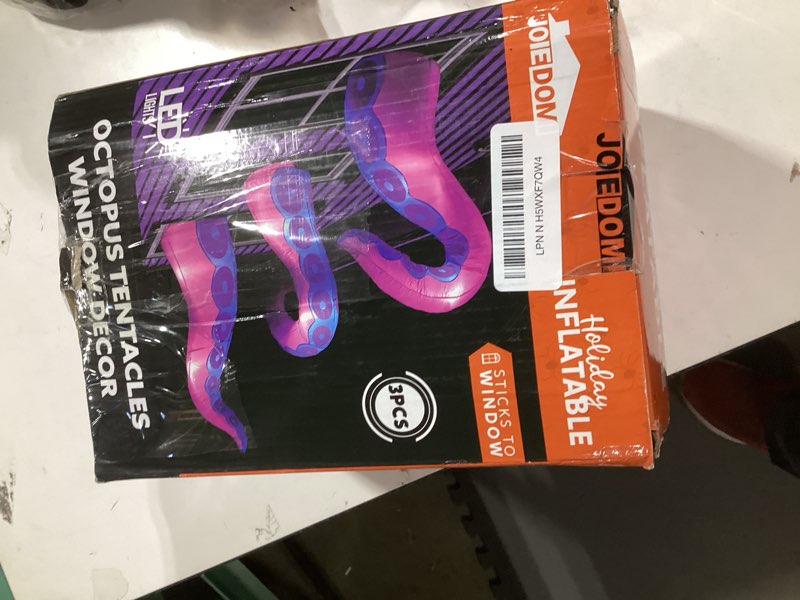 JOIEDOM
JOIEDOM
Holiday
INFLATABLE
LPN N H5WXF7QW4
STICKS TO
WINDOW
3PCS
LED
LIGHTS
OCTOPUS TENTACLES
WINDOW DECOR